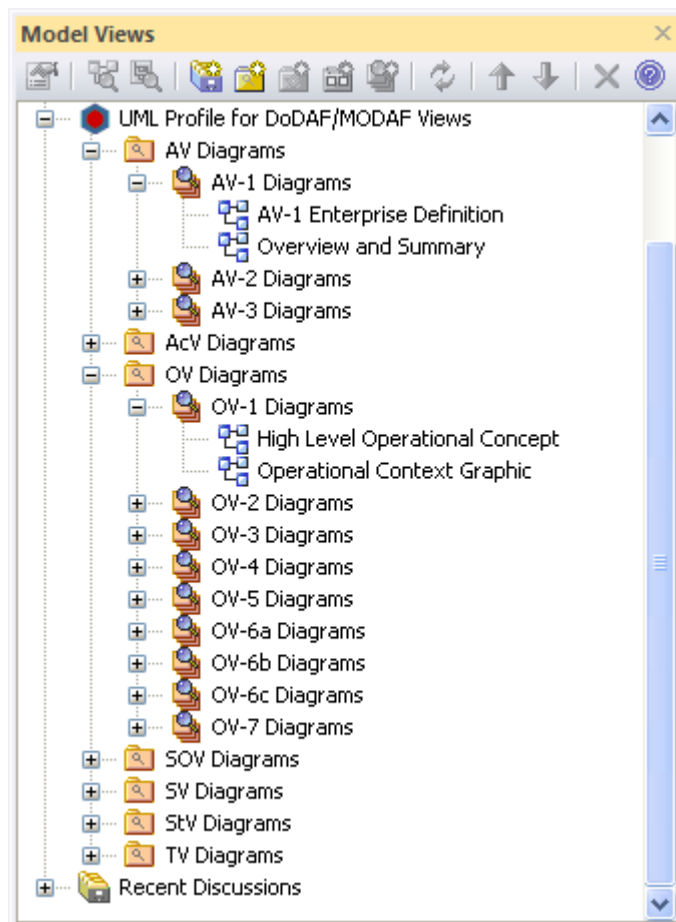 Model Views
UML Profile for DoDAF/MODAF Views
AV Diagrams
AV-1 Diagrams
AV-1 Enterprise Definition
Overview and Summary
AV-2 Diagrams
AV-3 Diagrams
AcV Diagrams
OV Diagrams
OV-1 Diagrams
High Level Operational Concept
Operational Context Graphic
OV-2 Diagrams
OV-3 Diagrams
OV-4 Diagrams
OV-5 Diagrams
OV-6a Diagrams
OV-6b Diagrams
OV-6c Diagrams
OV-7 Diagrams
SOV Diagrams
SV Diagrams
StV Diagrams
TV Diagrams
Recent Discussions